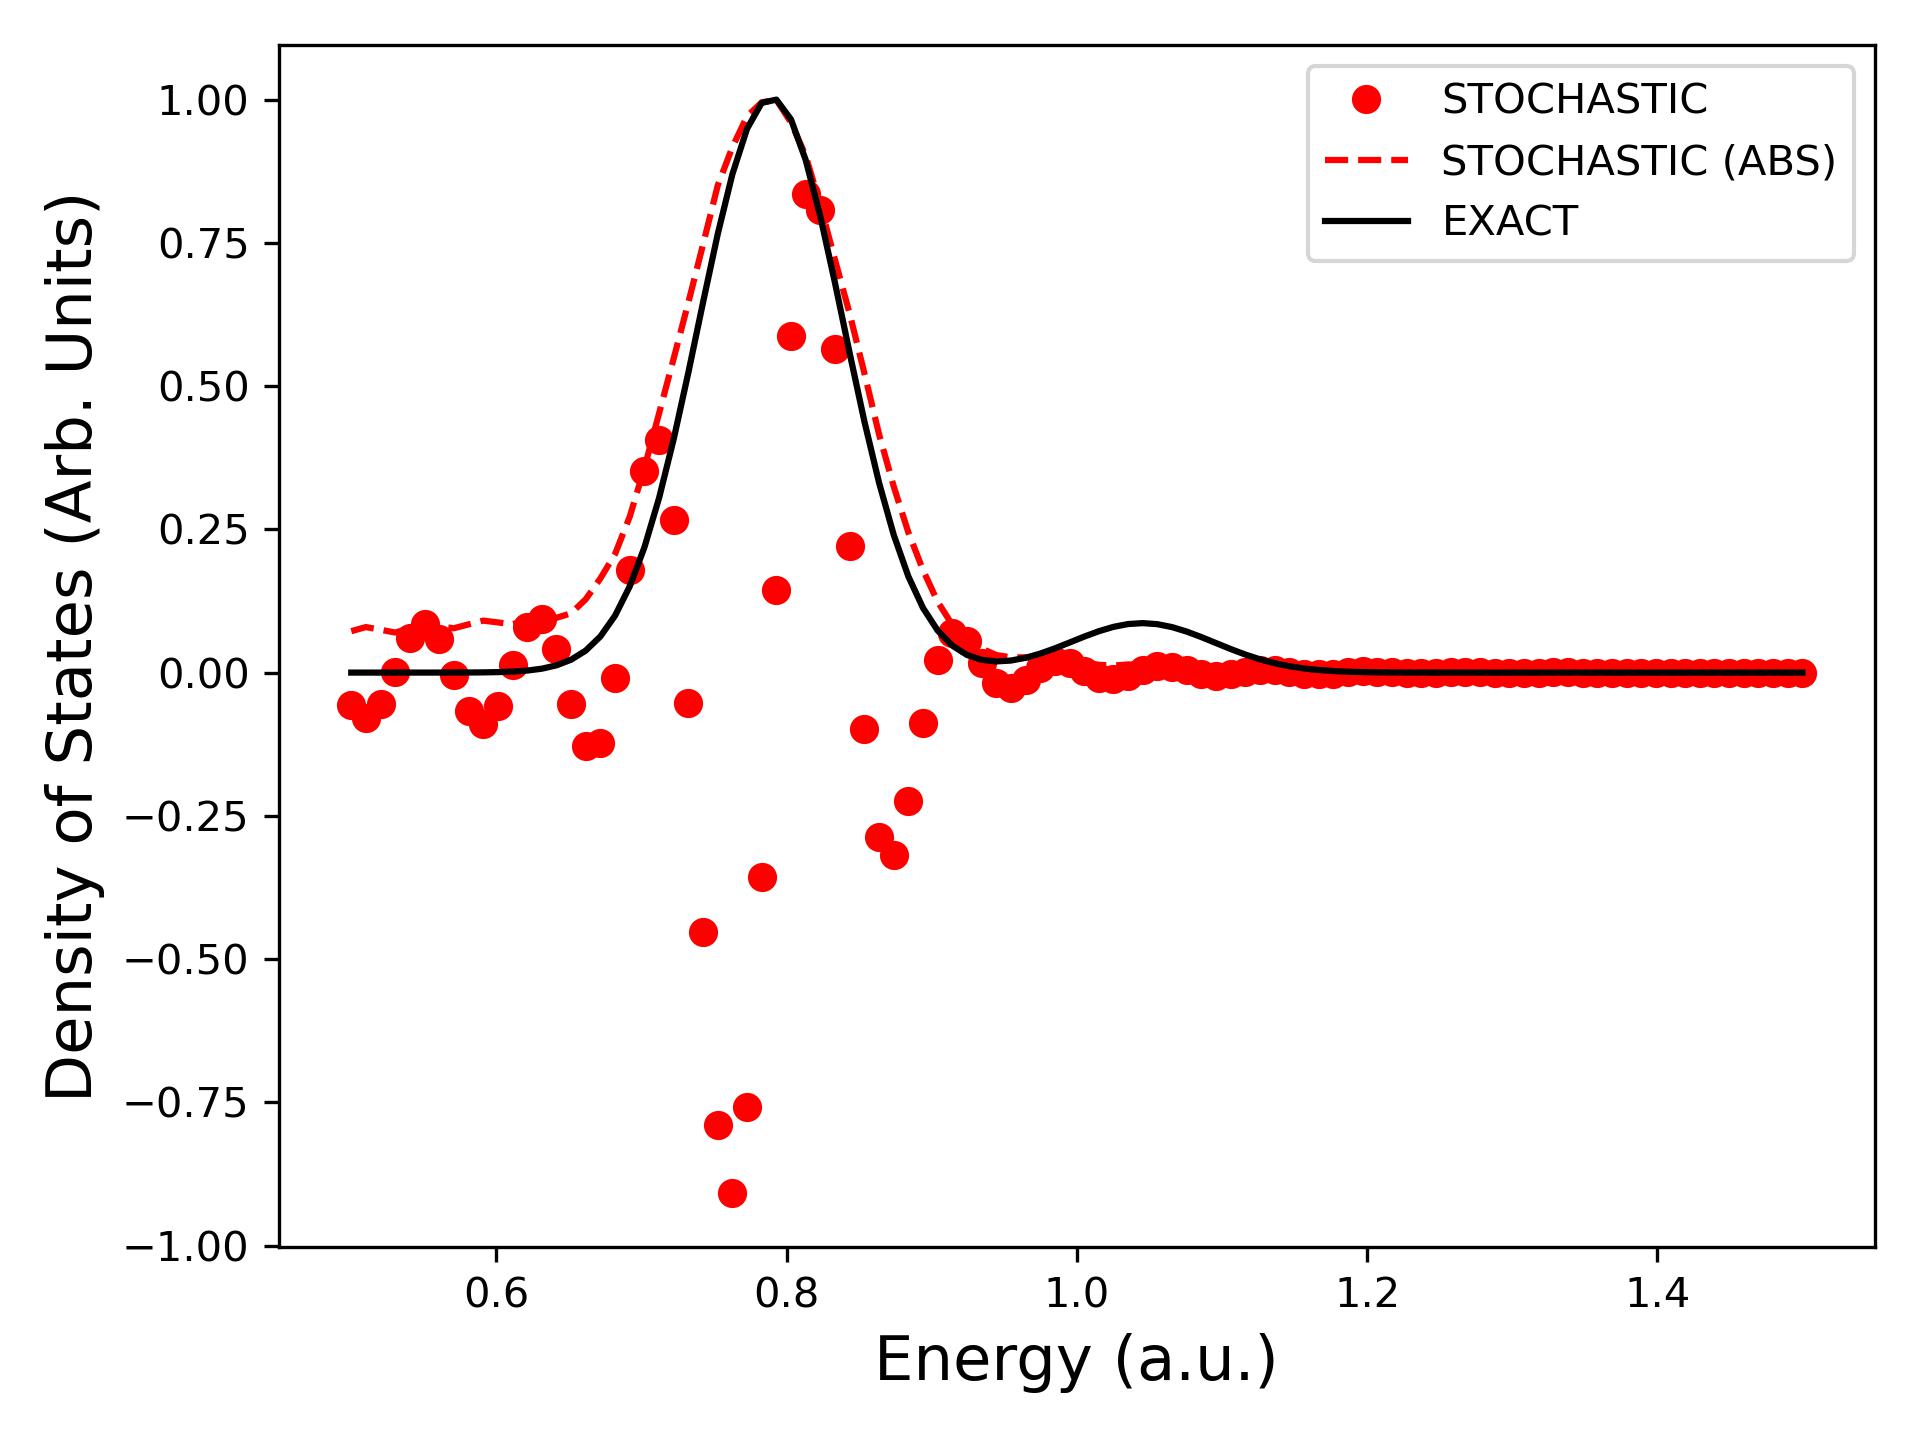 Density of States (Arb. Units)
1.00
0.75
0.50
0.25
0.00
−0.25
−0.50
−0.75
−1.00
STOCHASTIC
STOCHASTIC (ABS)
EXACT
0.6 0.8 1.0 1.2 1.4
Energy (a.u.)